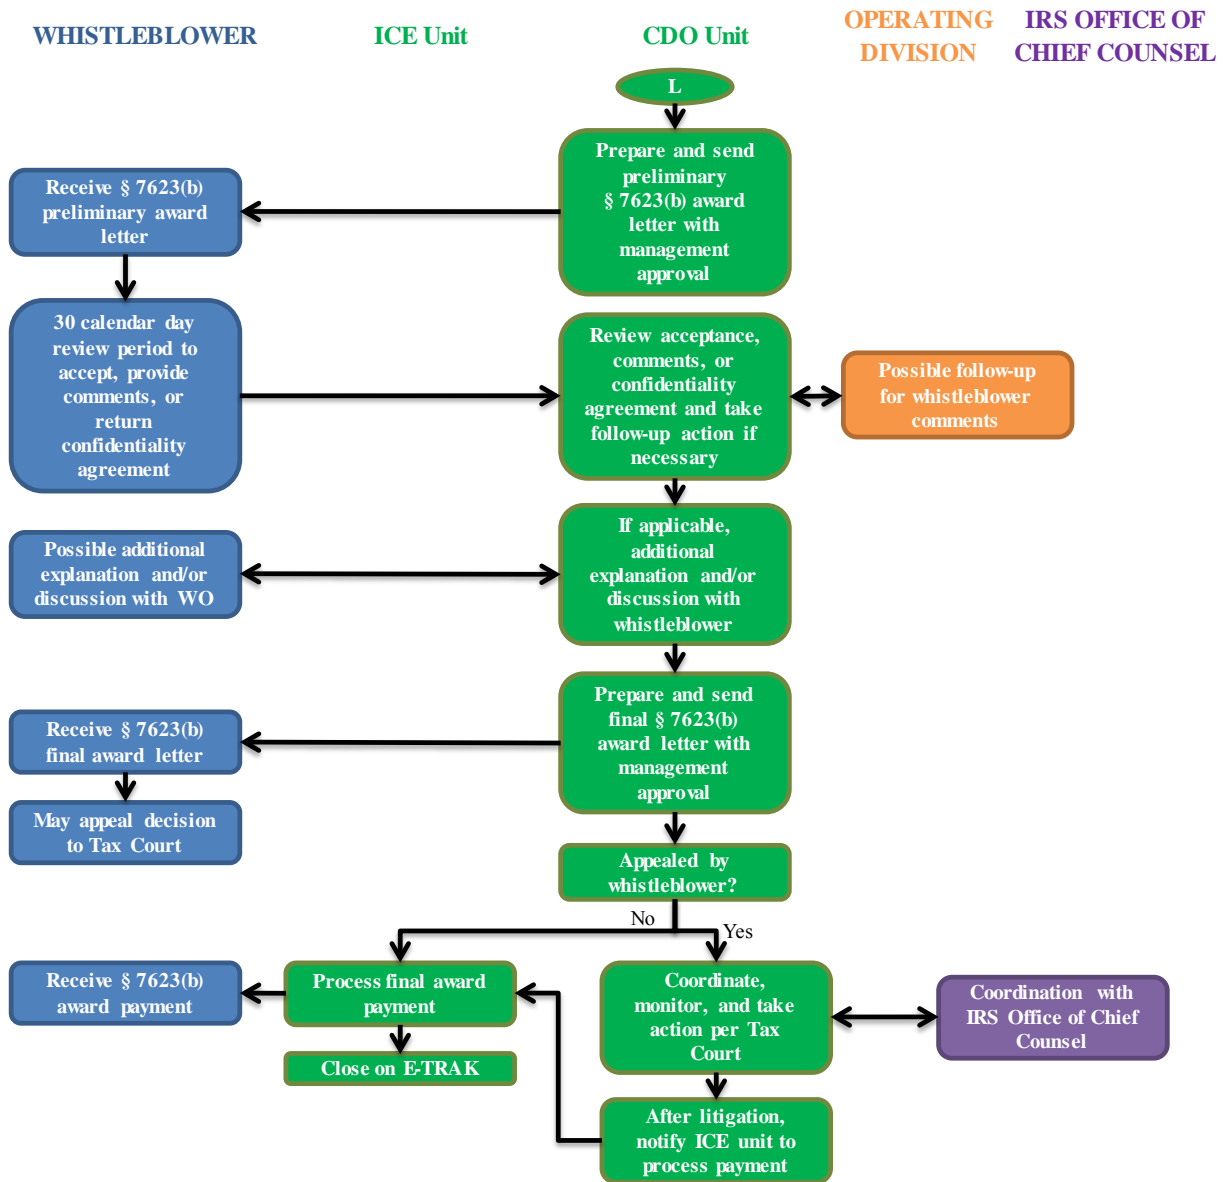 WHISTLEBLOWER
ICE Unit
CDO Unit
OPERATING
DIVISION
IRS OFFICE OF
CHIEF COUNSEL
L
Prepare and send
preliminary
§ 7623(b) award
letter with
management
approval
Receive § 7623(b)
preliminary award
letter
30 calendar day
review period to
accept, provide
comments, or
return
confidentiality
agreement
Review acceptance,
comments, or
confidentiality
agreement and take
follow-up action if
necessary
Possible follow-up
for whistleblower
comments
Possible additional
explanation and/or
discussion with WO
If applicable,
additional
explanation and/or
discussion with
whistleblower
Prepare and send
final § 7623(b)
award letter with
management
approval
Receive § 7623(b)
final award letter
May appeal decision
to Tax Court
Appealed by
whistleblower?
No
Yes
Receive § 7623(b)
award payment
Process final award
payment
Coordinate,
monitor, and take
action per Tax
Court
Coordination with
IRS Office of Chief
Counsel
Close on E-TRAK
After litigation,
notify ICE unit to
process payment